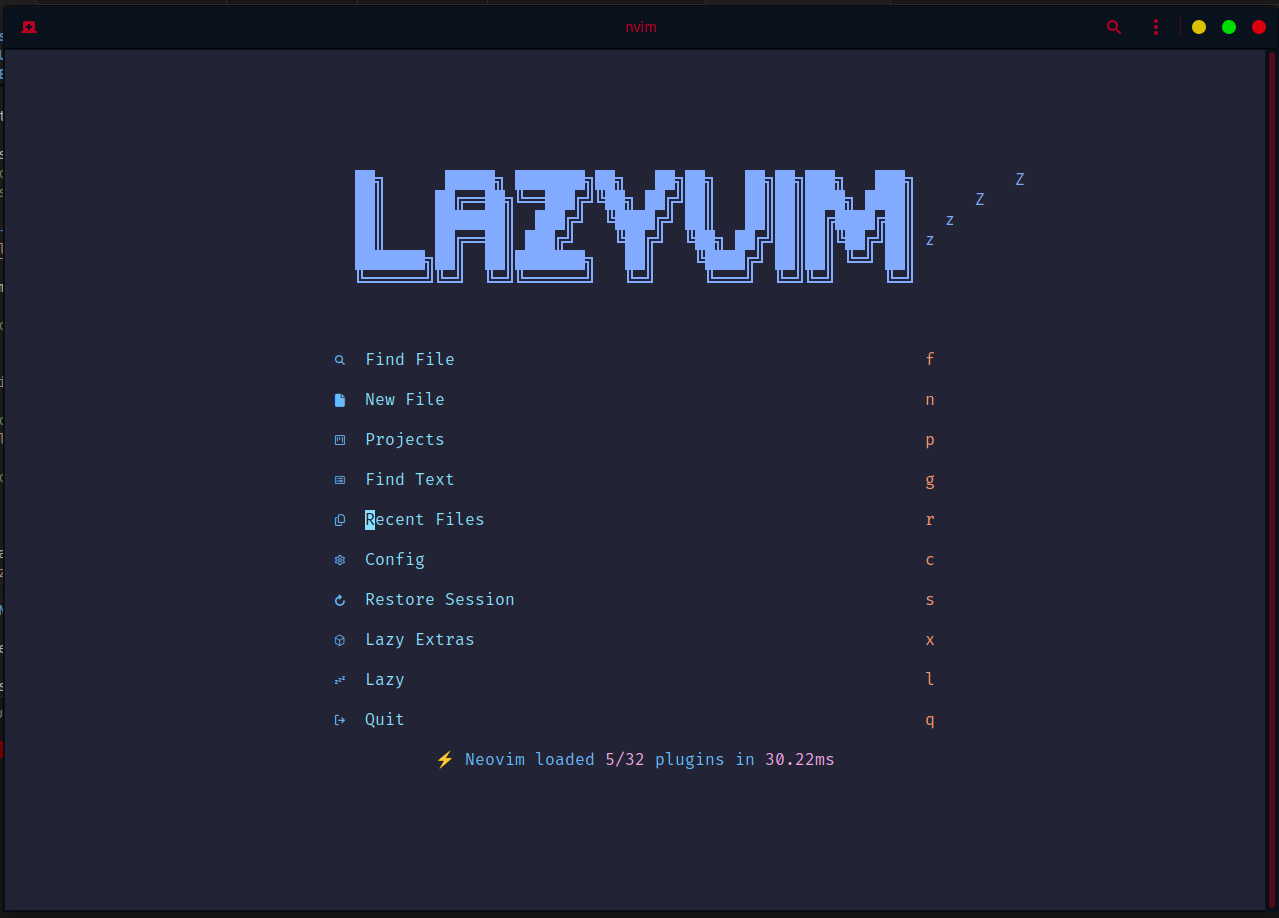 nvim
LAZYVIM
Z
Z
z
z
Find File f
New File n
Projects p
Find Text g
Recent Files r
Config c
Restore Session s
Lazy Extras x
Lazy l
Quit q
⚡ Neovim loaded 5/32 plugins in 30.22ms